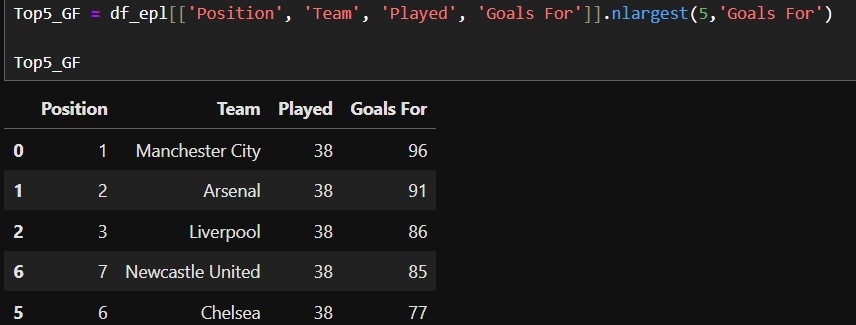 Top5_GF = df_epl[['Position', 'Team', 'Played', 'Goals For']].nlargest(5,'Goals For')
Top5_GF
Position Team Played Goals For
0 1 Manchester City 38 96
1 2 Arsenal 38 91
2 3 Liverpool 38 86
6 7 Newcastle United 38 85
5 6 Chelsea 38 77